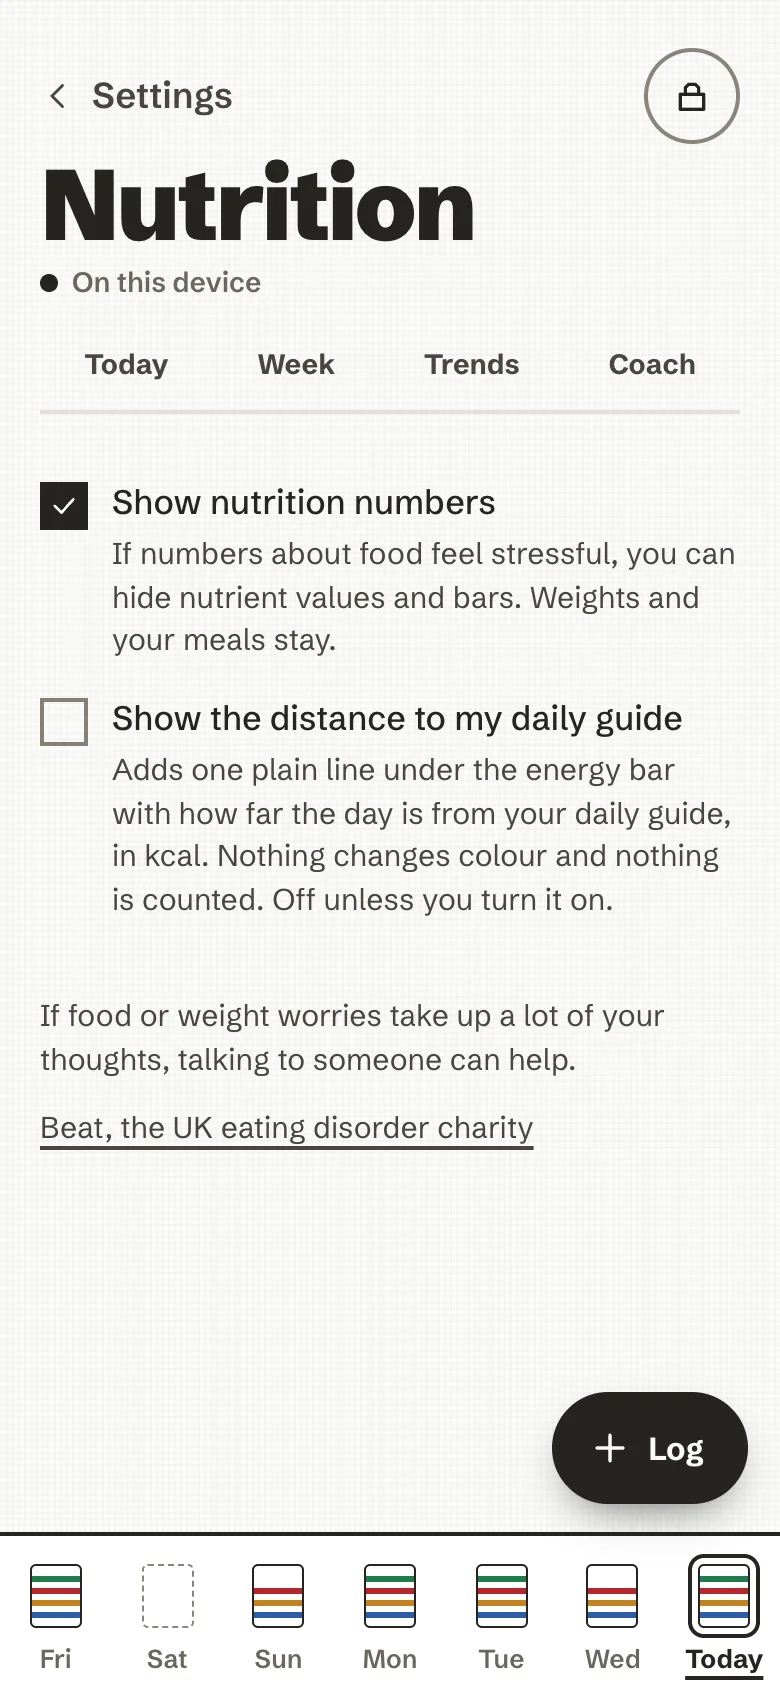 Settings
Nutrition
On this device
Today Week Trends Coach
Show nutrition numbers
If numbers about food feel stressful, you can
hide nutrient values and bars. Weights and
your meals stay.
Show the distance to my daily guide
Adds one plain line under the energy bar
with how far the day is from your daily guide,
in kcal. Nothing changes colour and nothing
is counted. Off unless you turn it on.
If food or weight worries take up a lot of your
thoughts, talking to someone can help.
Beat, the UK eating disorder charity
Log
Fri Sat Sun Mon Tue Wed Today